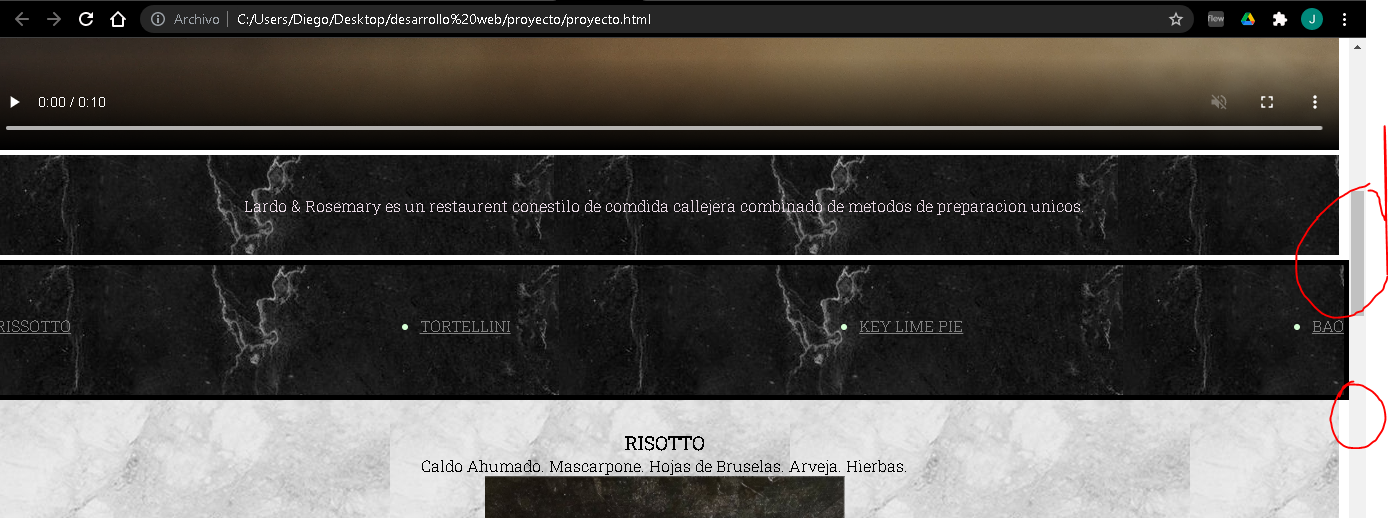 Archivo
C:/Users/Diego/Desktop/desarrollo%20web/proyecto/proyecto.html
flew
J
0:00 / 0:10
Lardo & Rosemary es un restaurent conestilo de comdida callejera combinado de metodos de preparacion unicos.
RISSOTTO
TORTELLINI
KEY LIME PIE
BAO
RISOTTO
Caldo Ahumado. Mascarpone. Hojas de Bruselas. Arveja. Hierbas.